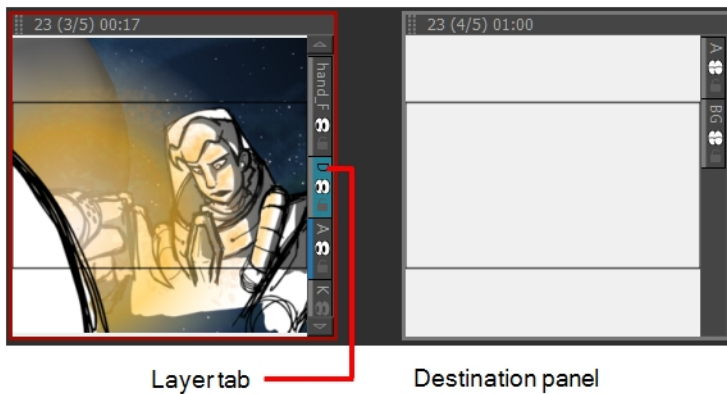 23 (3/5) 00:17
hand_F
D
A
K
23 (4/5) 01:00
A
BG
Layer tab
Destination panel